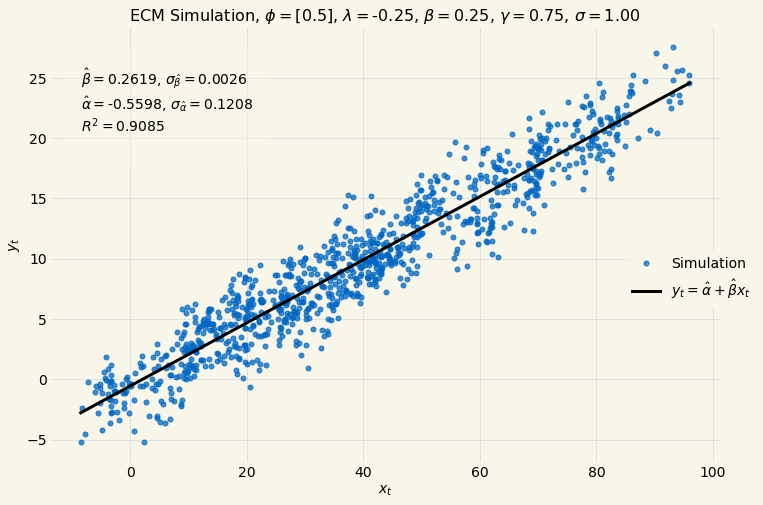 ECM Simulation, ϕ = [0.5], λ = -0.25, β = 0.25, γ = 0.75, σ = 1.00
β̂ = 0.2619, σ_β̂ = 0.0026
α̂ = -0.5598, σ_α̂ = 0.1208
R² = 0.9085
25
20
15
10
5
0
−5
y_t
Simulation
y_t = α̂ + β̂x_t
0 20 40 60 80 100
x_t